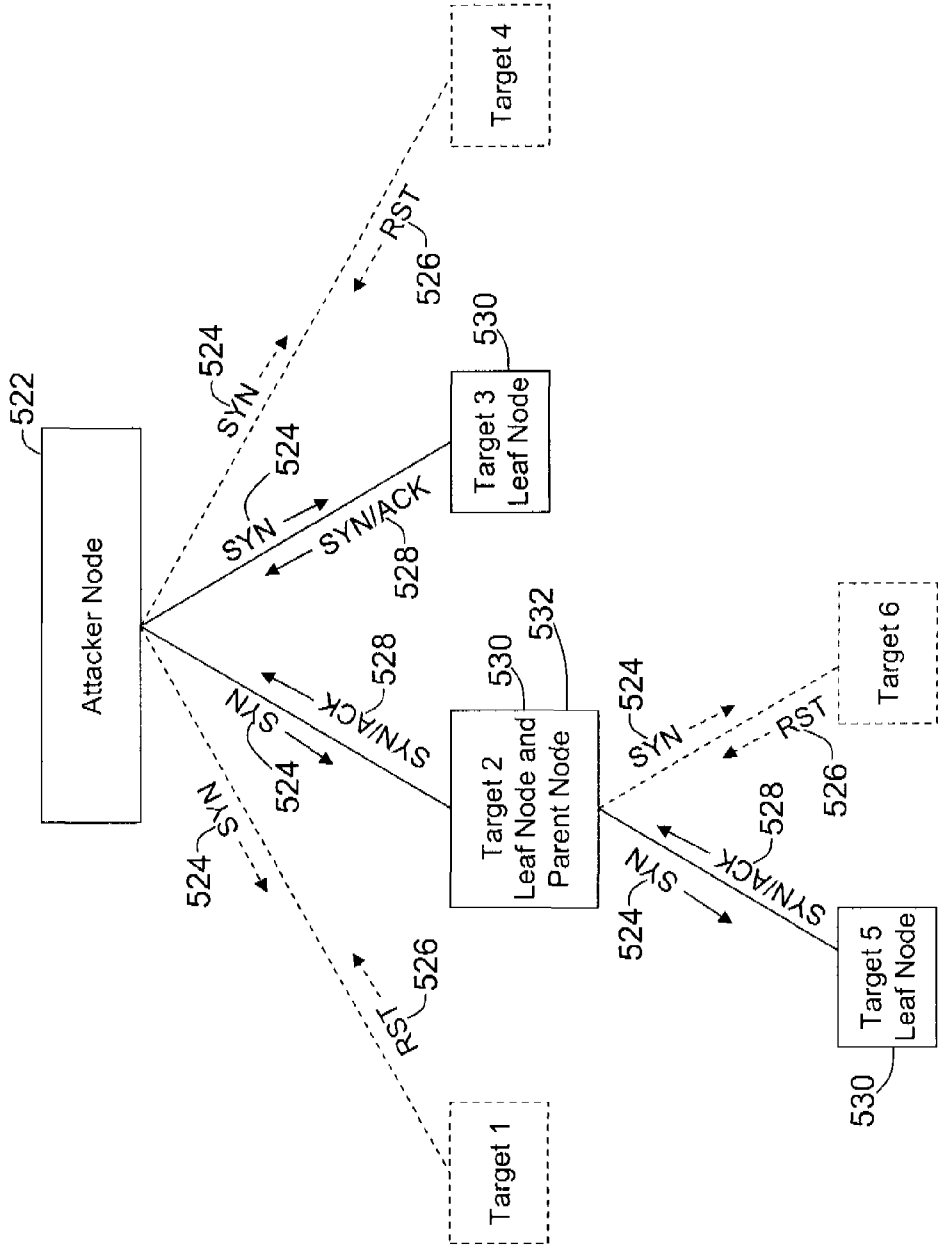 522
Attacker Node
524
SYN
SYN
524
SYN/ACK
528
SYN
524
SYN/ACK
528
SYN
524
RST
526
RST
526
Target 1
530
532
Target 2
Leaf Node and
Parent Node
530
Target 3
Leaf Node
Target 4
SYN
524
SYN/ACK
528
SYN
524
RST
526
530
Target 5
Leaf Node
Target 6